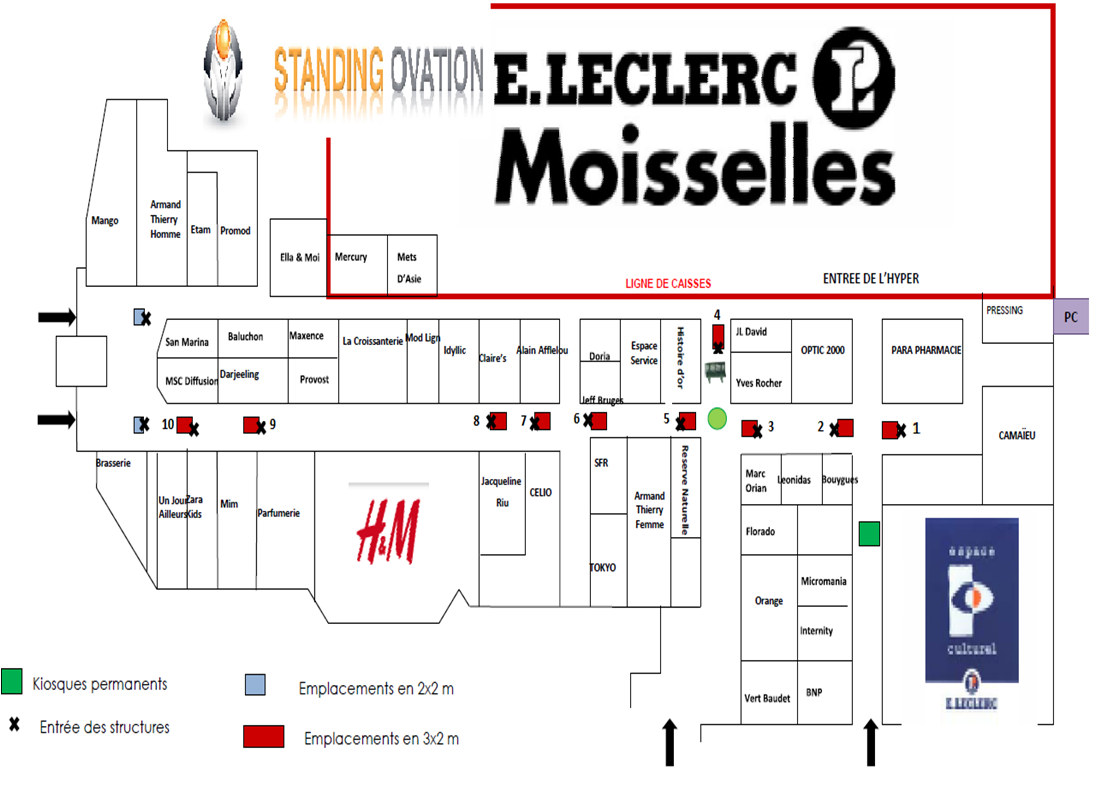 STANDING OVATION
E.LECLERC
Moisselles
Mango
Armand
Thierry
Homme
Etam
Promod
Ella & Moi
Mercury
Mets
D'Asie
LIGNE DE CAISSES
ENTREE DE L'HYPER
PRESSING
PC
San Marina
Baluchon
Maxence
La Croissanterie
Mod Lign
Idyllic
Claire's
Alain Afflelou
MSC Diffusion
Darjeeling
Provost
Doria
Jeff Bruges
Espace
Service
Histoire d'or
4
Jl. David
Yves Rocher
OPTIC 2000
PARA PHARMACIE
CAMAÏEU
10
9
8
7
6
5
3
2
1
Brasserie
Un Jour
Ailleurs
Zara
Kids
Mim
Parfumerie
H&M
Jacqueline
Riu
CELIO
SFR
TOKYO
Armand
Thierry
Femme
Reserve Naturelle
Marc
Orian
Leonidas
Bouygues
Florado
Orange
Micromania
Internity
Vert Baudet
BNP
espace
culturel
E.LECLERC
Kiosques permanents
Emplacements en 2x2 m
Entrée des structures
Emplacements en 3x2 m